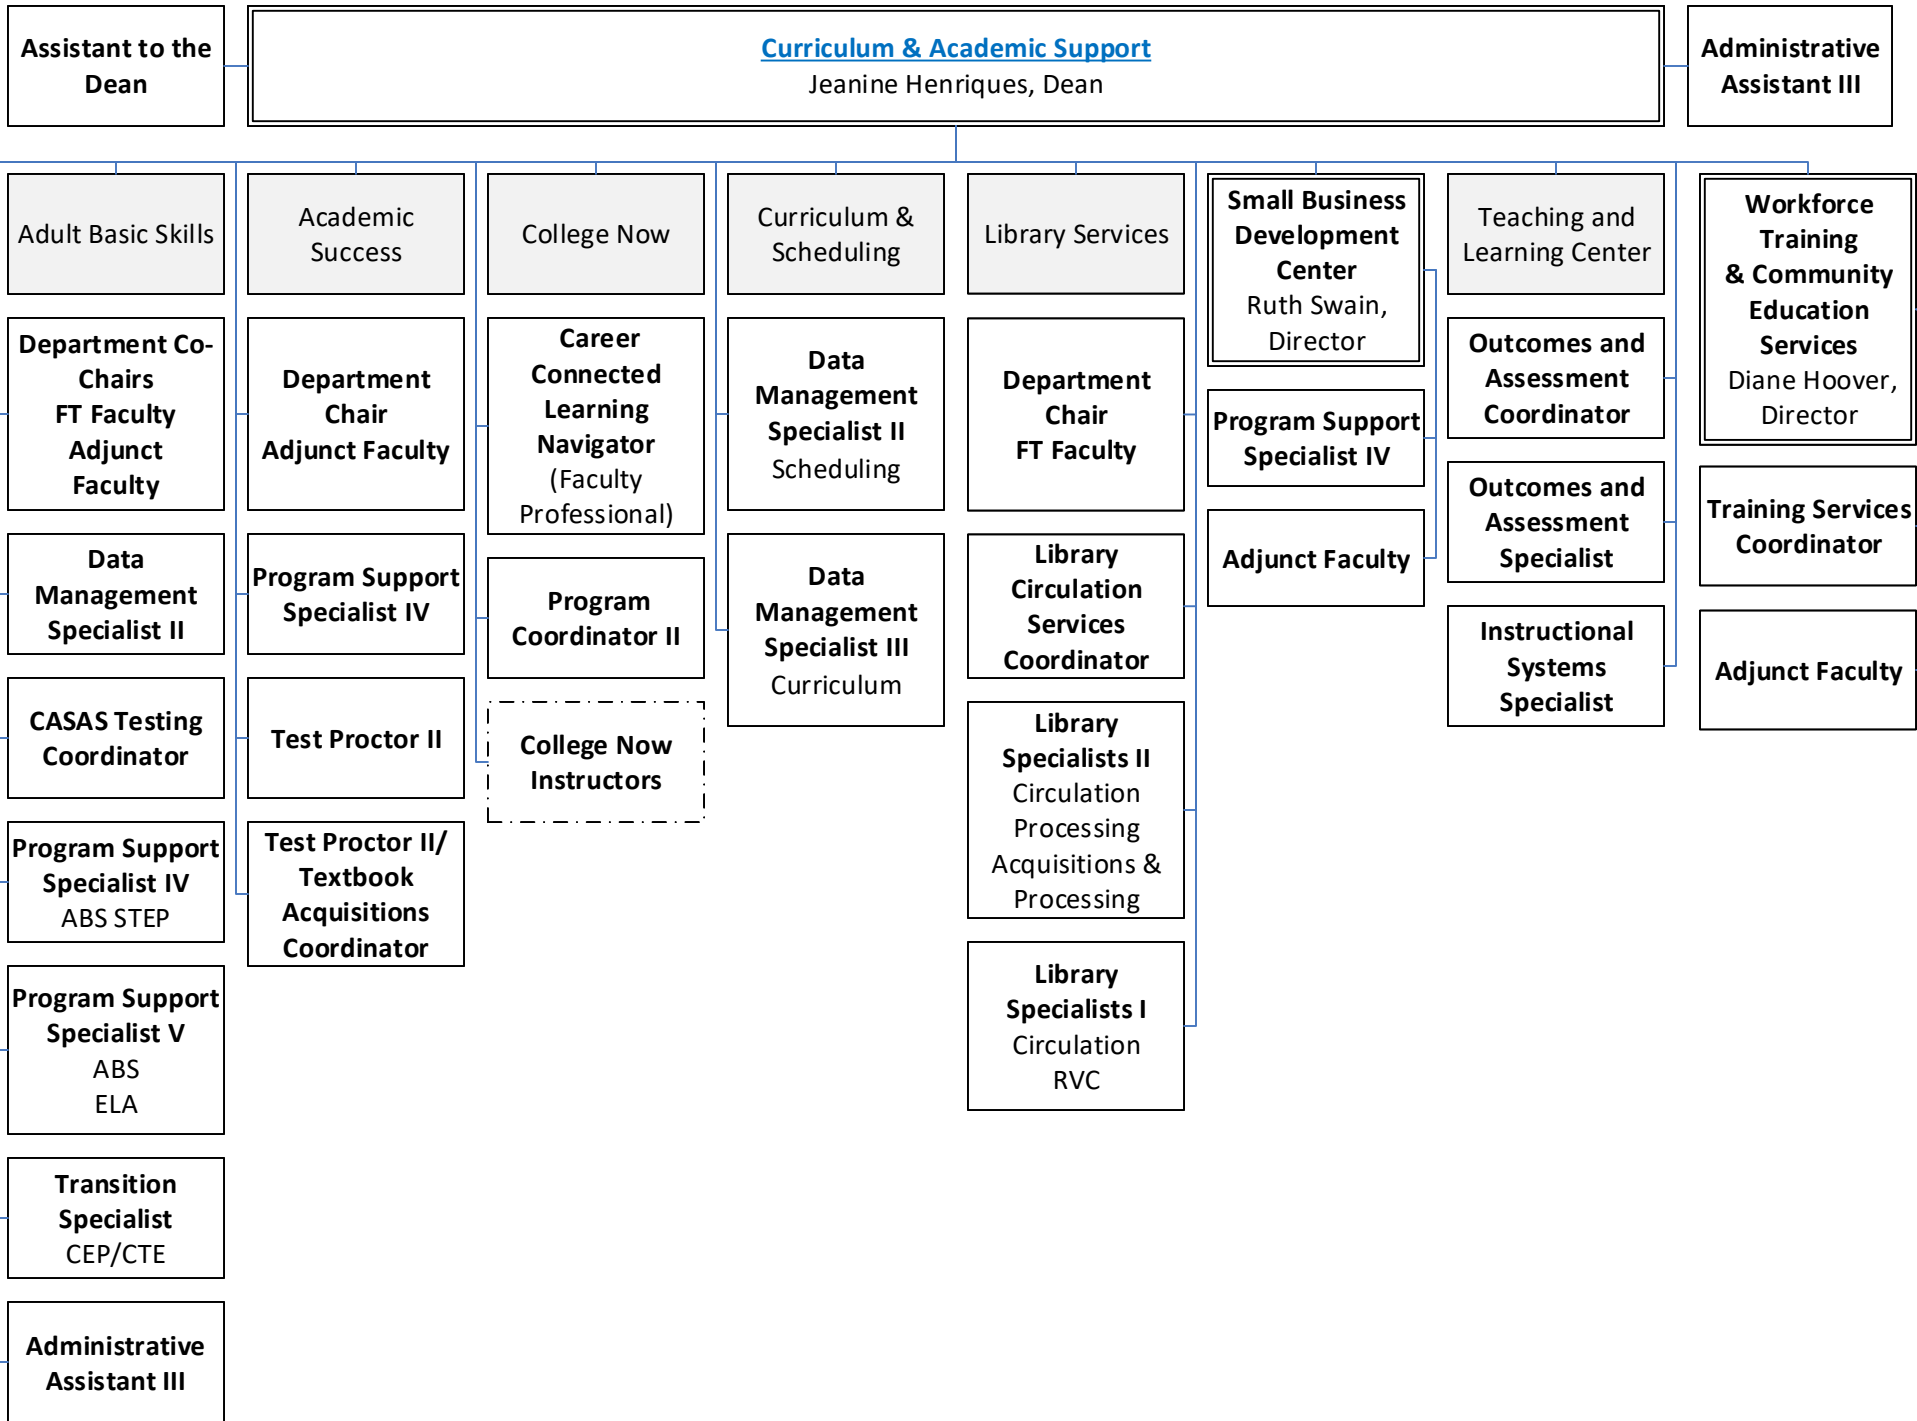 Assistant to the
Dean
Curriculum & Academic Support
Jeanine Henriques, Dean
Administrative
Assistant III
Adult Basic Skills
Department Co-
Chairs
FT Faculty
Adjunct
Faculty
Data
Management
Specialist II
CASAS Testing
Coordinator
Program Support
Specialist IV
ABS STEP
Program Support
Specialist V
ABS
ELA
Transition
Specialist
CEP/CTE
Administrative
Assistant III
Academic
Success
Department
Chair
Adjunct Faculty
Program Support
Specialist IV
Test Proctor II
Test Proctor II/
Textbook
Acquisitions
Coordinator
College Now
Career
Connected
Learning
Navigator
(Faculty
Professional)
Program
Coordinator II
College Now
Instructors
Curriculum &
Scheduling
Data
Management
Specialist II
Scheduling
Data
Management
Specialist III
Curriculum
Library Services
Department
Chair
FT Faculty
Library
Circulation
Services
Coordinator
Library
Specialists II
Circulation
Processing
Acquisitions &
Processing
Library
Specialists I
Circulation
RVC
Small Business
Development
Center
Ruth Swain,
Director
Program Support
Specialist IV
Adjunct Faculty
Teaching and
Learning Center
Outcomes and
Assessment
Coordinator
Outcomes and
Assessment
Specialist
Instructional
Systems
Specialist
Workforce
Training
& Community
Education
Services
Diane Hoover,
Director
Training Services
Coordinator
Adjunct Faculty